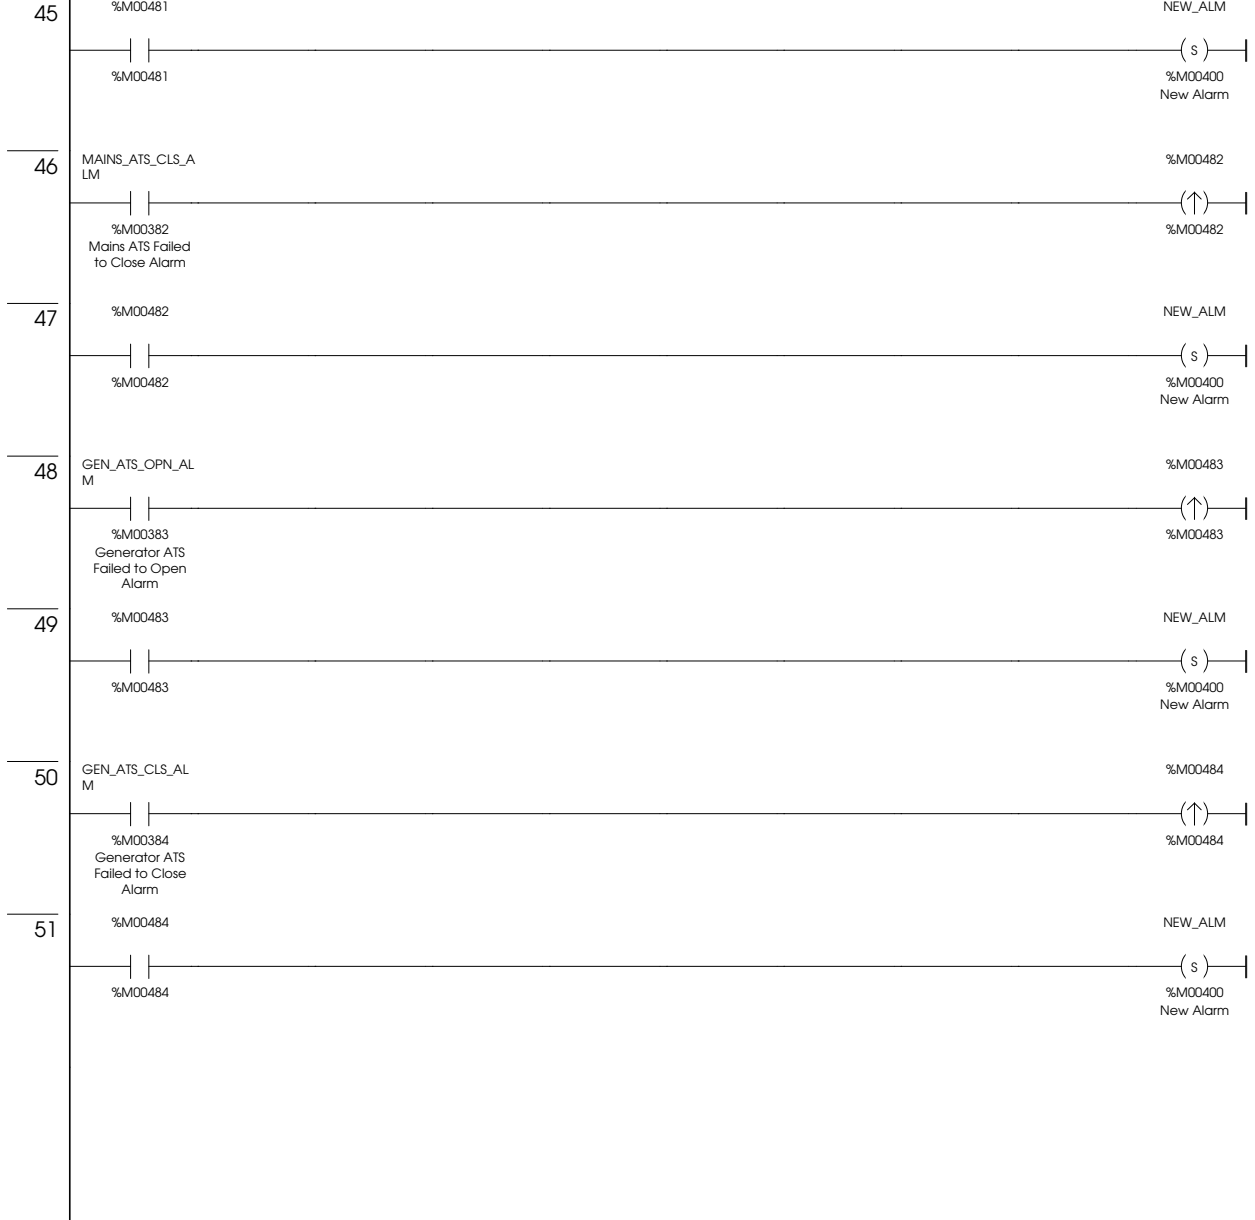 45
%M00481
NEW_ALM
S
%M00481
%M00400
New Alarm
46
MAINS_ATS_CLS_A
LM
%M00482
%M00382
Mains ATS Failed
to Close Alarm
%M00482
47
%M00482
NEW_ALM
S
%M00482
%M00400
New Alarm
48
GEN_ATS_OPN_AL
M
%M00483
%M00383
Generator ATS
Failed to Open
Alarm
%M00483
49
%M00483
NEW_ALM
S
%M00483
%M00400
New Alarm
50
GEN_ATS_CLS_AL
M
%M00484
%M00384
Generator ATS
Failed to Close
Alarm
%M00484
51
%M00484
NEW_ALM
S
%M00484
%M00400
New Alarm